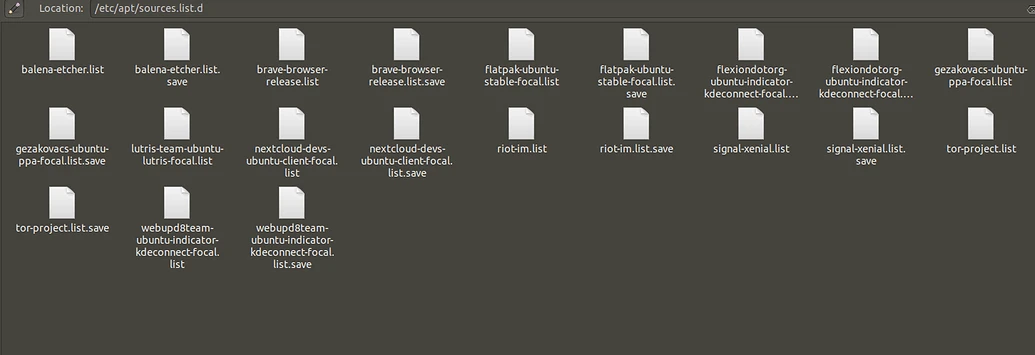 Location: /etc/apt/sources.list.d
balena-etcher.list
balena-etcher.list.
save
brave-browser-
release.list
brave-browser-
release.list.save
flatpak-ubuntu-
stable-focal.list
flatpak-ubuntu-
stable-focal.list.
save
flexiondotorg-
ubuntu-indicator-
kdeconnect-focal....
flexiondotorg-
ubuntu-indicator-
kdeconnect-focal....
gezakovacs-ubuntu-
ppa-focal.list
gezakovacs-ubuntu-
ppa-focal.list.save
lutris-team-ubuntu-
lutris-focal.list
nextcloud-devs-
ubuntu-client-focal.
list
nextcloud-devs-
ubuntu-client-focal.
list.save
riot-im.list
riot-im.list.save
signal-xenial.list
signal-xenial.list.
save
tor-project.list
tor-project.list.save
webupd8team-
ubuntu-indicator-
kdeconnect-focal.
list
webupd8team-
ubuntu-indicator-
kdeconnect-focal.
list.save